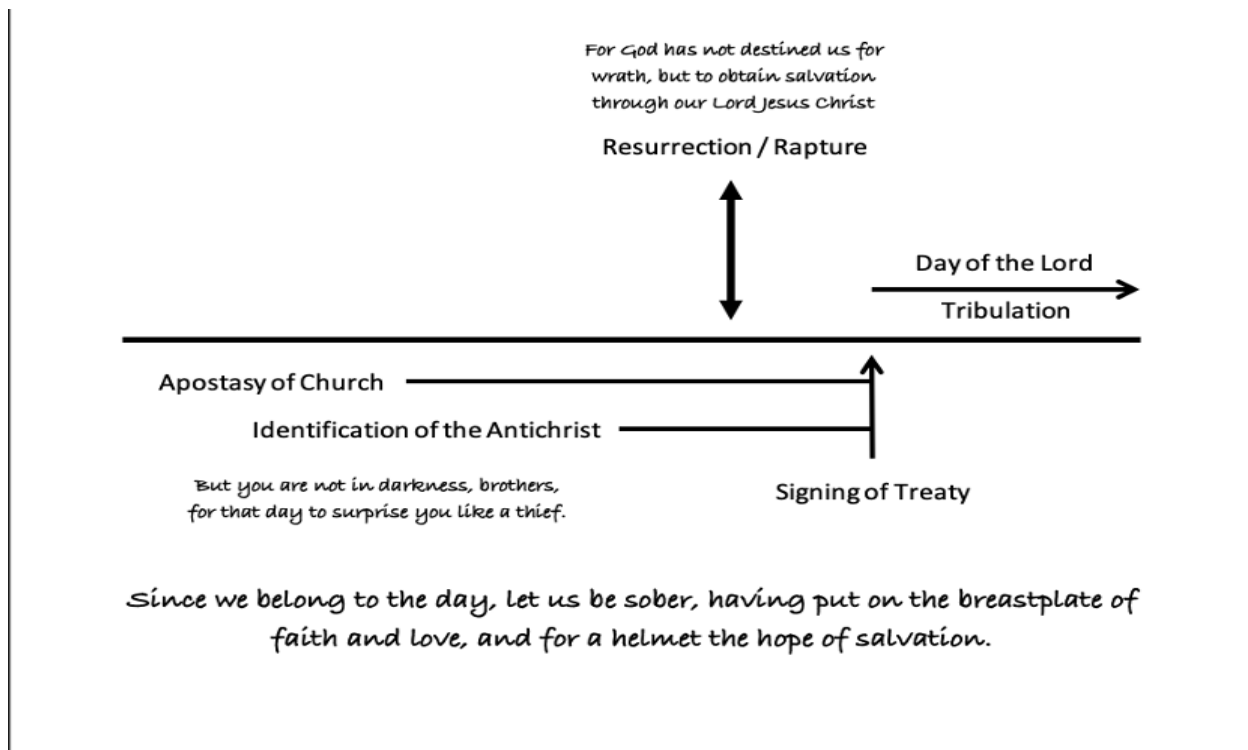 For God has not destined us for
wrath, but to obtain salvation
through our Lord Jesus Christ
Resurrection / Rapture
Day of the Lord
Tribulation
Apostasy of Church
Identification of the Antichrist
But you are not in darkness, brothers,
for that day to surprise you like a thief.
Signing of Treaty
Since we belong to the day, let us be sober, having put on the breastplate of
faith and love, and for a helmet the hope of salvation.